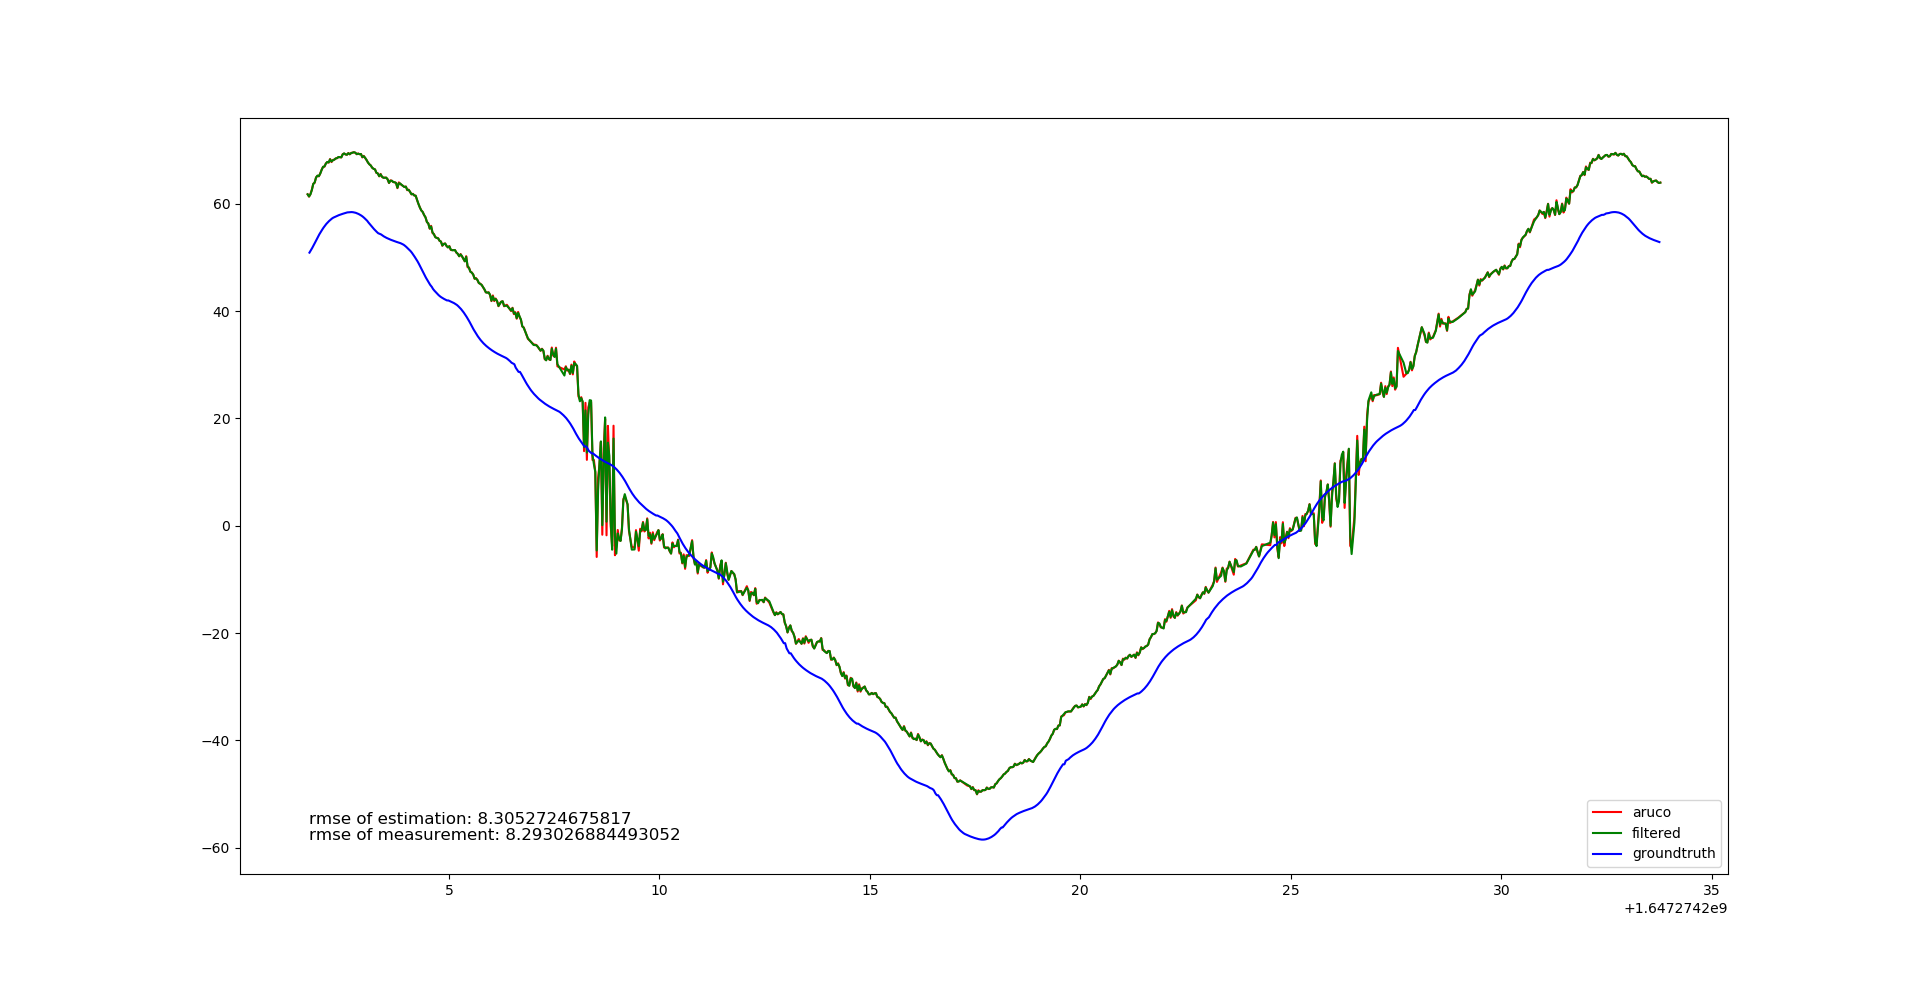 60
40
20
0
−20
−40
−60
rmse of estimation: 8.3052724675817
rmse of measurement: 8.293026884493052
aruco
filtered
groundtruth
5 10 15 20 25 30 35
+1.6472742e9